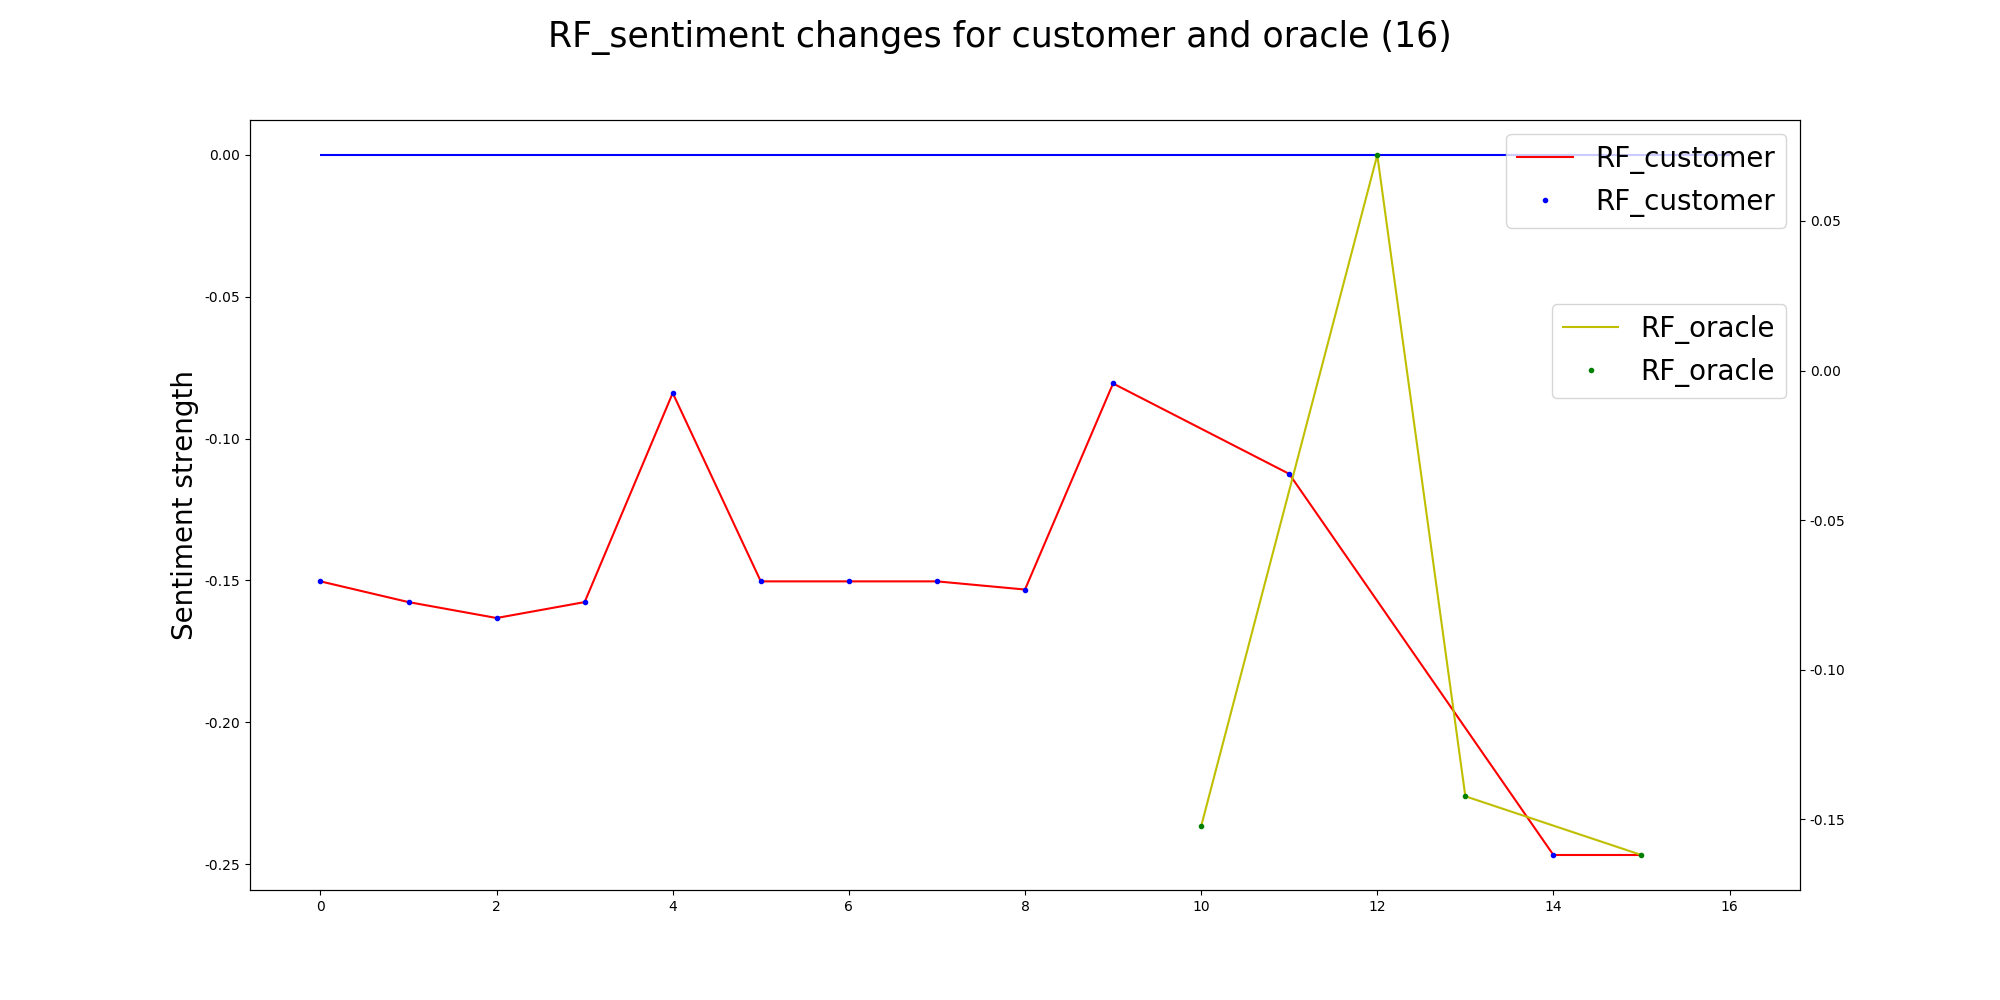 RF_sentiment changes for customer and oracle (16)
Sentiment strength
0.00
-0.05
-0.10
-0.15
-0.20
-0.25
RF_customer
RF_customer
RF_oracle
RF_oracle
0.05
0.00
-0.05
-0.10
-0.15
0 2 4 6 8 10 12 14 16